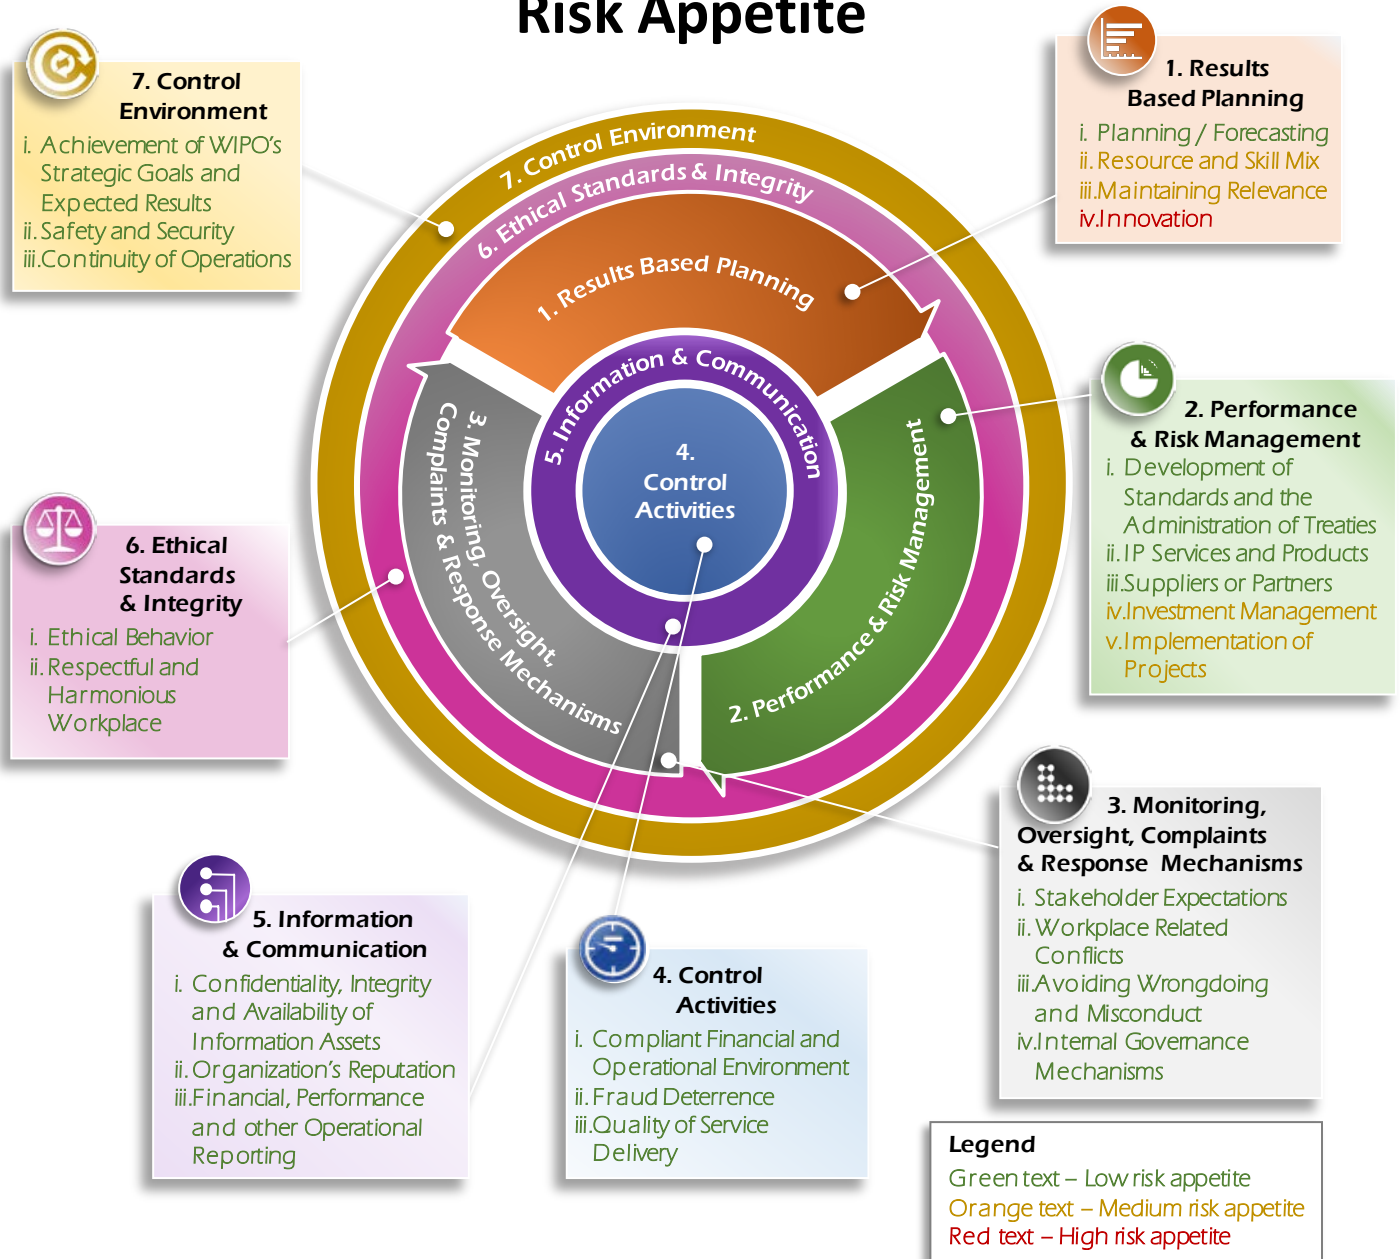 Risk Appetite
7. Control
Environment
i. Achievement of WIPO's
Strategic Goals and
Expected Results
ii. Safety and Security
iii.Continuity of Operations
1. Results
Based Planning
i. Planning / Forecasting
ii. Resource and Skill Mix
iii.Maintaining Relevance
iv.Innovation
7. Control Environment
6. Ethical Standards & Integrity
1. Results Based Planning
5. Information & Communication
4.
Control
Activities
3. Monitoring, Oversight,
Complaints & Response Mechanisms
2. Performance & Risk Management
2. Performance
& Risk Management
i. Development of
Standards and the
Administration of Treaties
ii. IP Services and Products
iii.Suppliers or Partners
iv.Investment Management
v.Implementation of
Projects
6. Ethical
Standards
& Integrity
i. Ethical Behavior
ii. Respectful and
Harmonious
Workplace
3. Monitoring,
Oversight, Complaints
& Response Mechanisms
i. Stakeholder Expectations
ii. Workplace Related
Conflicts
iii.Avoiding Wrongdoing
and Misconduct
iv.Internal Governance
Mechanisms
5. Information
& Communication
i. Confidentiality, Integrity
and Availability of
Information Assets
ii. Organization's Reputation
iii.Financial, Performance
and other Operational
Reporting
4. Control
Activities
i. Compliant Financial and
Operational Environment
ii. Fraud Deterrence
iii.Quality of Service
Delivery
Legend
Green text – Low risk appetite
Orange text – Medium risk appetite
Red text – High risk appetite